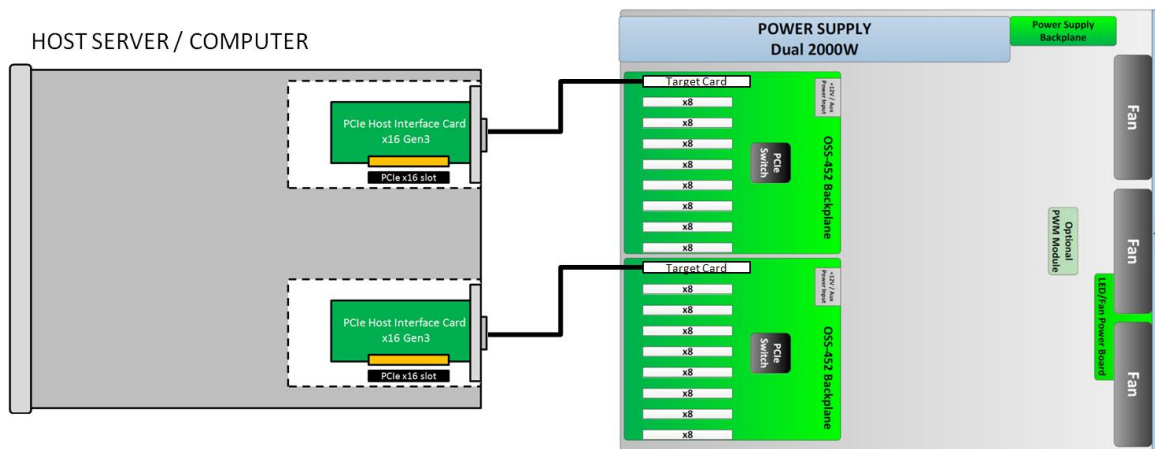 HOST SERVER / COMPUTER
PCIe Host Interface Card
x16 Gen3
PCIe x16 slot
PCIe Host Interface Card
x16 Gen3
PCIe x16 slot
POWER SUPPLY
Dual 2000W
Power Supply
Backplane
Target Card
x8
x8
x8
x8
x8
x8
x8
x8
+12V / Aux
Power Input
PCIe
Switch
OSS-452 Backplane
Target Card
x8
x8
x8
x8
x8
x8
x8
x8
+12V / Aux
Power Input
PCIe
Switch
OSS-452 Backplane
Optional
PWM Module
LED/Fan Power Board
Fan
Fan
Fan